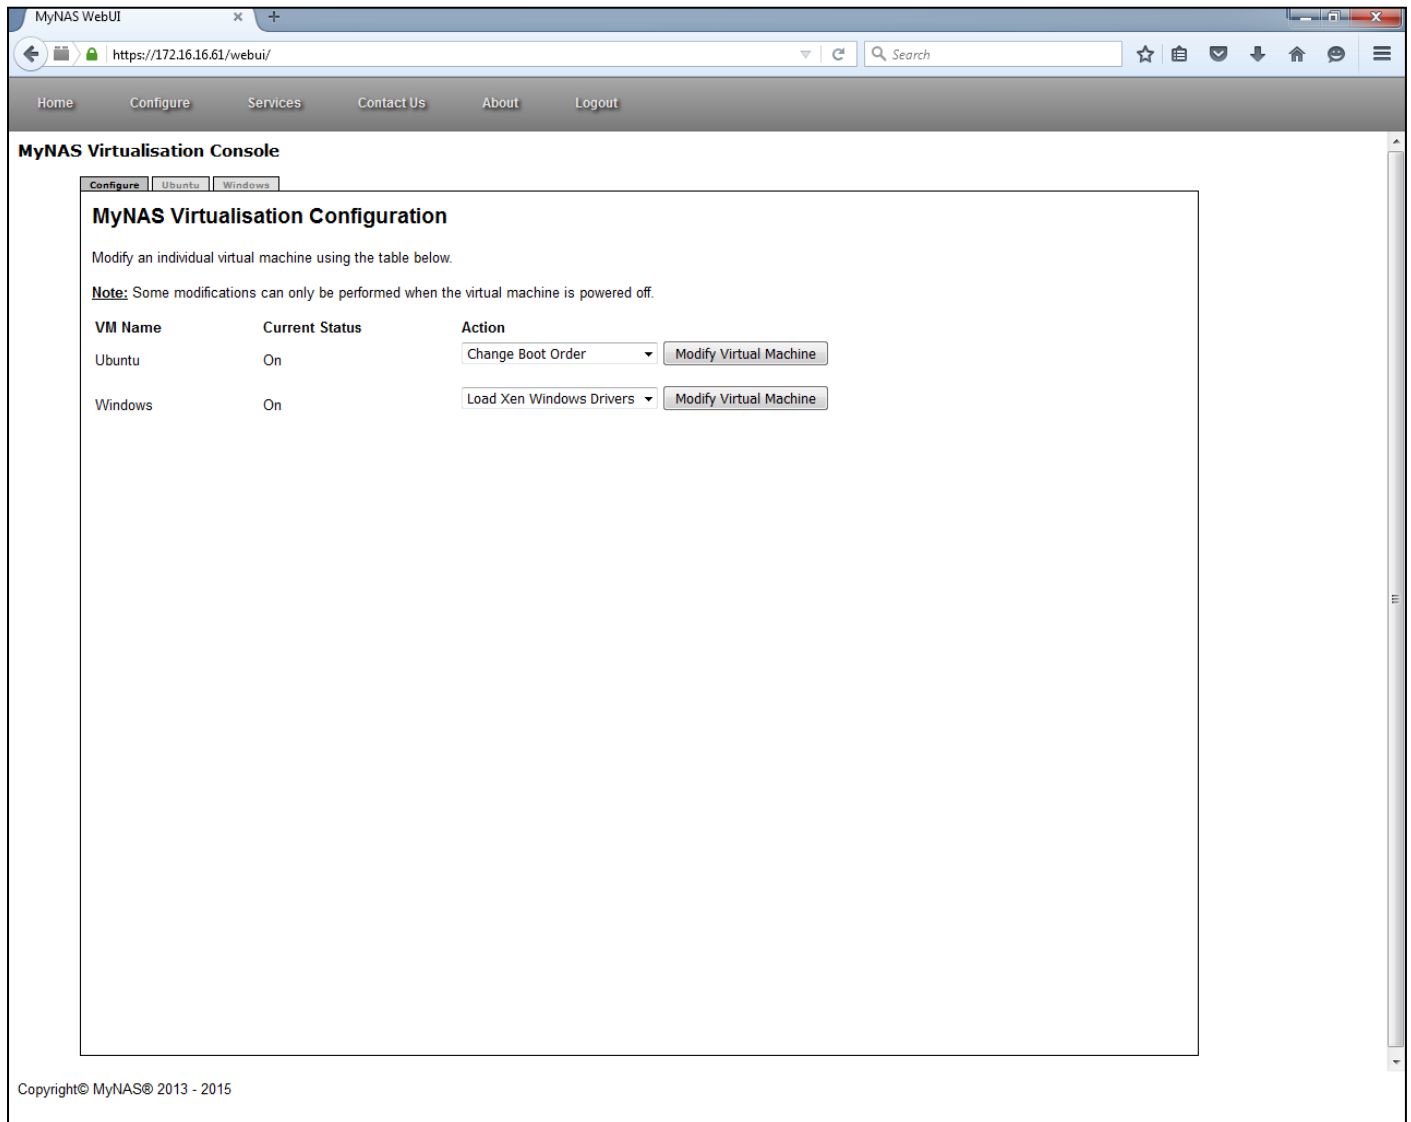 MyNAS WebUI
https://172.16.16.61/webui/
Search
Home Configure Services Contact Us About Logout
MyNAS Virtualisation Console
Configure Ubuntu Windows
MyNAS Virtualisation Configuration
Modify an individual virtual machine using the table below.
Note: Some modifications can only be performed when the virtual machine is powered off.
VM Name Current Status Action
Ubuntu On Change Boot Order Modify Virtual Machine
Windows On Load Xen Windows Drivers Modify Virtual Machine
Copyright© MyNAS® 2013 - 2015